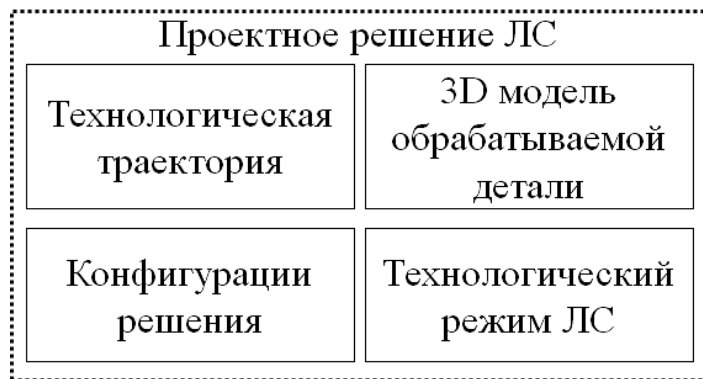 Проектное решение ЛС
Технологическая
траектория
3D модель
обрабатываемой
детали
Конфигурации
решения
Технологический
режим ЛС